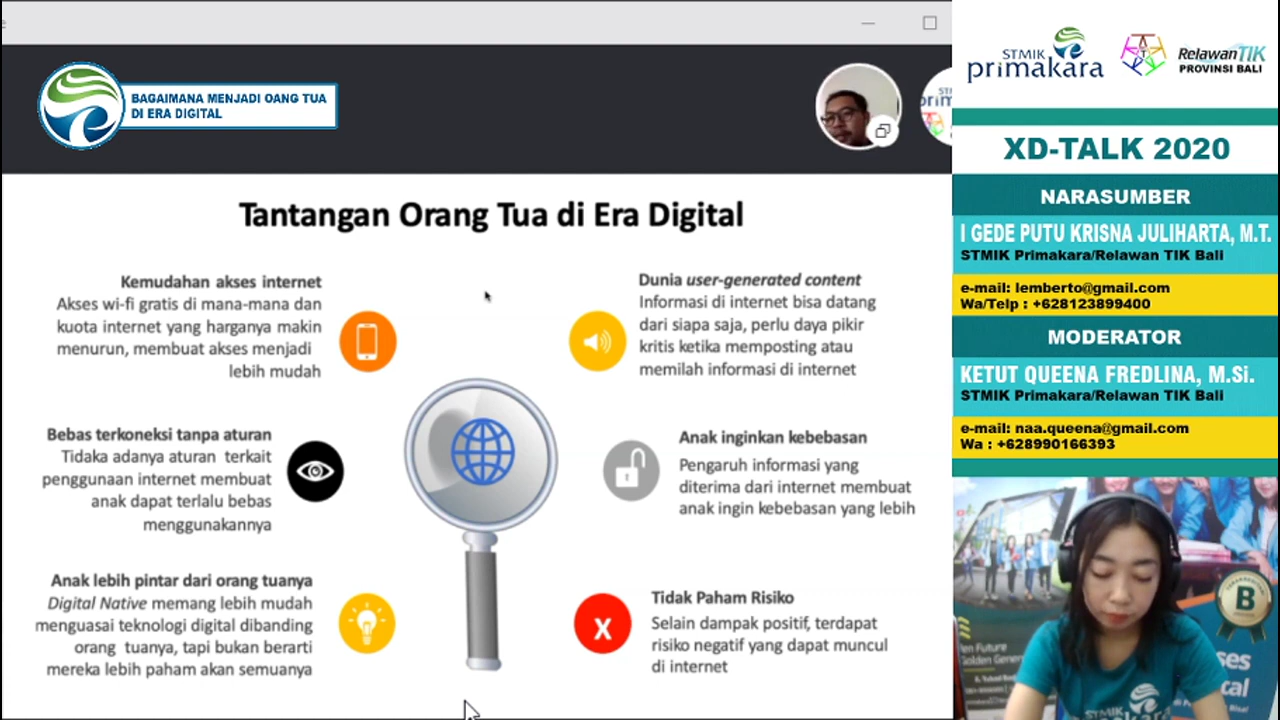 BAGAIMANA MENJADI OANG TUA
DI ERA DIGITAL
Tantangan Orang Tua di Era Digital
Kemudahan akses internet
Akses wi-fi gratis di mana-mana dan
kuota internet yang harganya makin
menurun, membuat akses menjadi
lebih mudah
Bebas terkoneksi tanpa aturan
Tidaka adanya aturan terkait
penggunaan internet membuat
anak dapat terlalu bebas
menggunakannya
Anak lebih pintar dari orang tuanya
Digital Native memang lebih mudah
menguasai teknologi digital dibanding
orang tuanya, tapi bukan berarti
mereka lebih paham akan semuanya
Dunia user-generated content
Informasi di internet bisa datang
dari siapa saja, perlu daya pikir
kritis ketika memposting atau
memilah informasi di internet
Anak inginkan kebebasan
Pengaruh informasi yang
diterima dari internet membuat
anak ingin kebebasan yang lebih
X
Tidak Paham Risiko
Selain dampak positif, terdapat
risiko negatif yang dapat muncul
di internet
STMIK
primakara
RelawanTIK
PROVINSI BALI
XD-TALK 2020
NARASUMBER
I GEDE PUTU KRISNA JULIHARTA, M.T.
STMIK Primakara/Relawan TIK Bali
e-mail: lemberto@gmail.com
Wa/Telp : +628123899400
MODERATOR
KETUT QUEENA FREDLINA, M.Si.
STMIK Primakara/Relawan TIK Bali
e-mail: naa.queena@gmail.com
Wa : +628990166393
B
STMIK